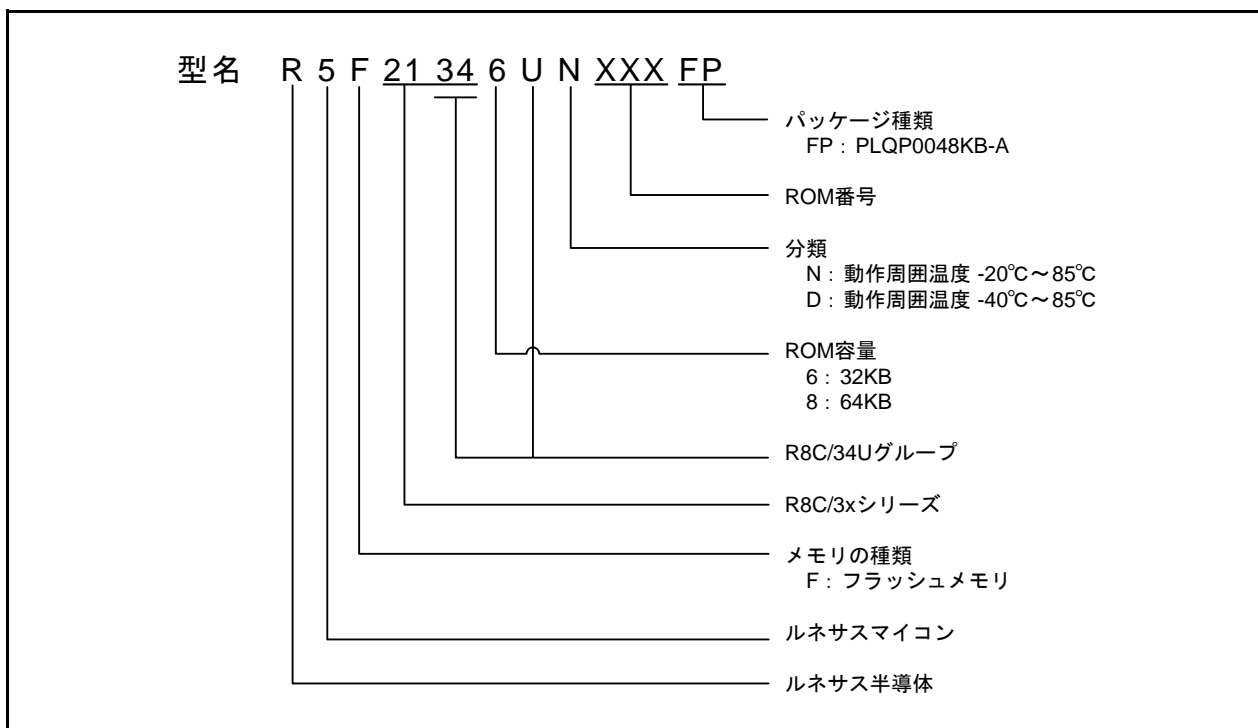 型名 R 5 F 21 34 6 U N XXX FP
パッケージ種類
FP : PLQP0048KB-A
ROM番号
分類
N : 動作周囲温度 -20℃～85℃
D : 動作周囲温度 -40℃～85℃
ROM容量
6 : 32KB
8 : 64KB
R8C/34Uグループ
R8C/3xシリーズ
メモリの種類
F : フラッシュメモリ
ルネサスマイコン
ルネサス半導体